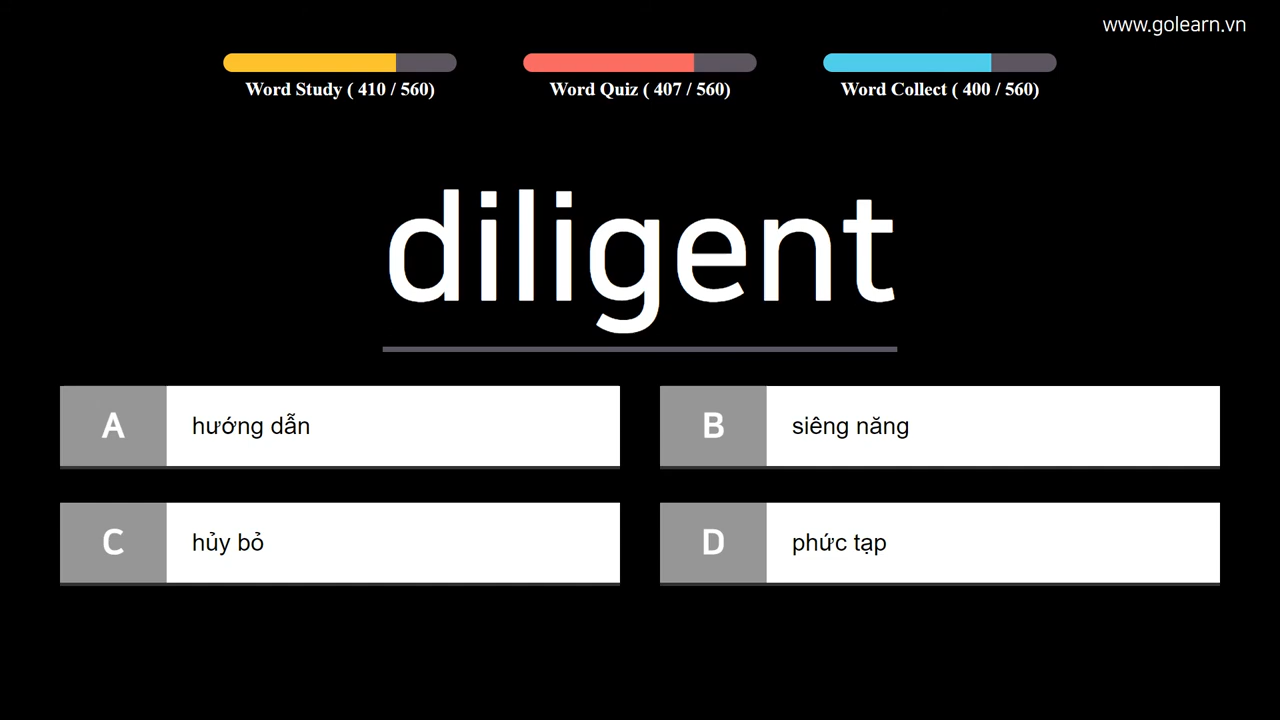 www.golearn.vn
Word Study ( 410 / 560)
Word Quiz ( 407 / 560)
Word Collect ( 400 / 560)
diligent
A hướng dẫn
B siêng năng
C hủy bỏ
D phức tạp